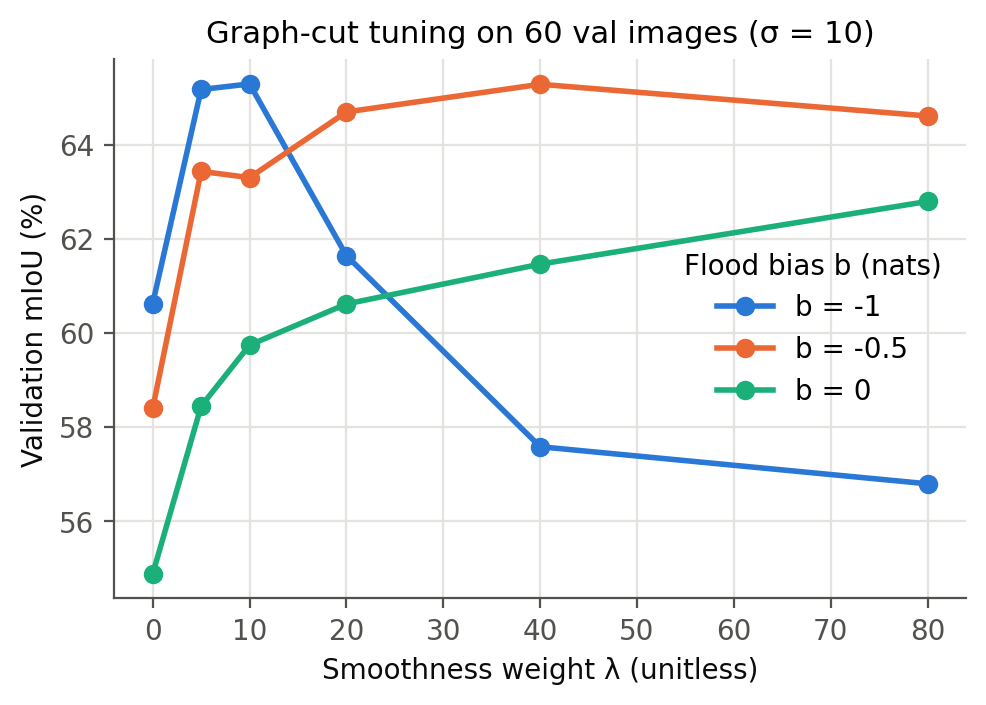 Graph-cut tuning on 60 val images (σ = 10)
Validation mIoU (%)
64
62
60
58
56
Flood bias b (nats)
b = -1
b = -0.5
b = 0
0 10 20 30 40 50 60 70 80
Smoothness weight λ (unitless)